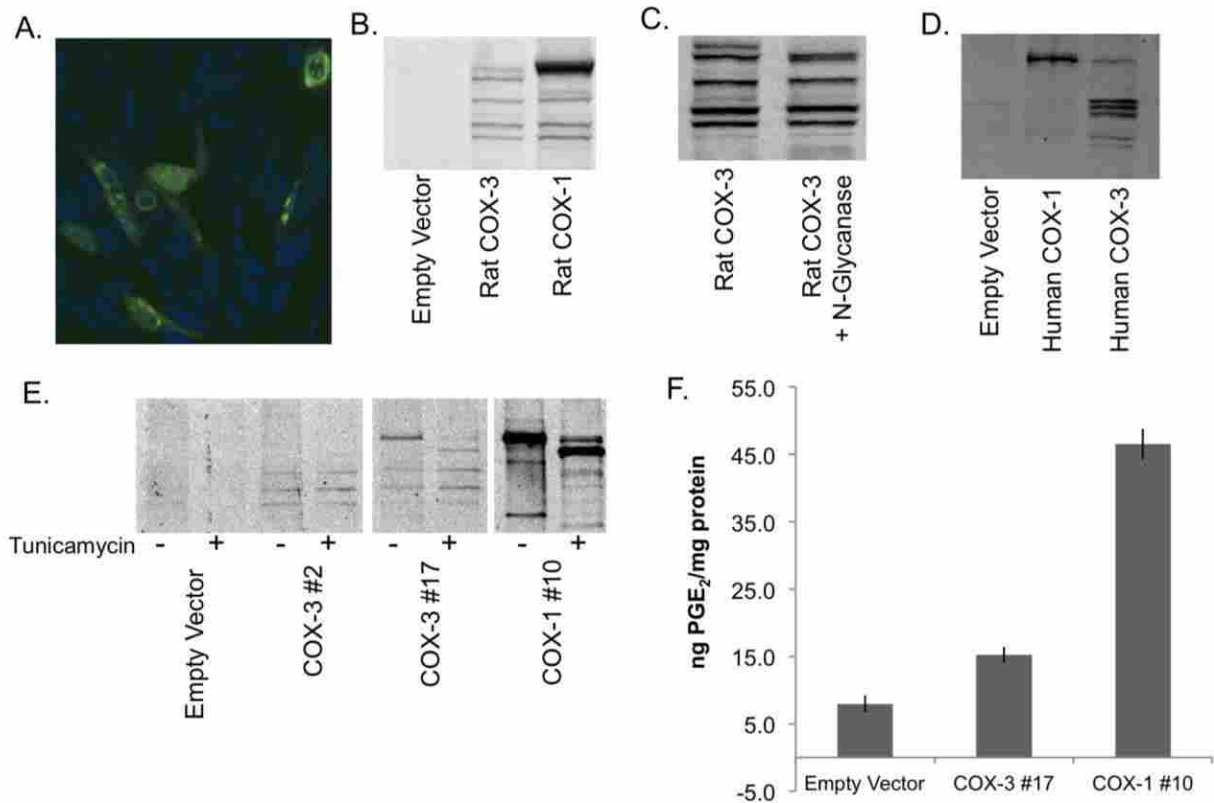 A.
B.
Empty Vector
Rat COX-3
Rat COX-1
C.
Rat COX-3
Rat COX-3
+ N-Glycanase
D.
Empty Vector
Human COX-1
Human COX-3
E.
Tunicamycin - + - + - + - +
Empty Vector
COX-3 #2
COX-3 #17
COX-1 #10
F.
ng PGE₂/mg protein
55.0
45.0
35.0
25.0
15.0
5.0
-5.0
Empty Vector COX-3 #17 COX-1 #10